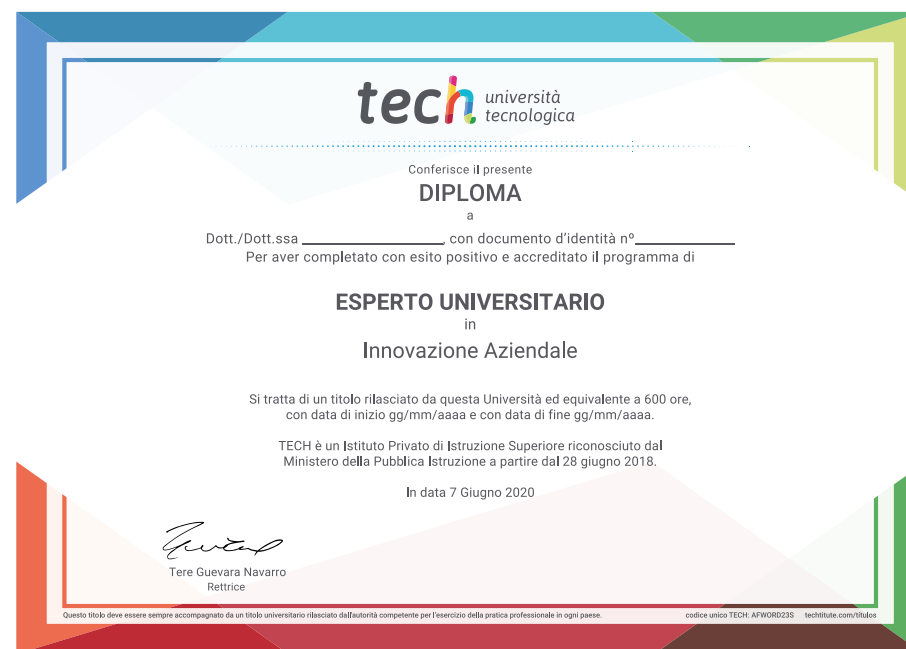 tech università
tecnologica
Conferisce il presente
DIPLOMA
a
Dott./Dott.ssa ____________________, con documento d'identità nº______________
Per aver completato con esito positivo e accreditato il programma di
ESPERTO UNIVERSITARIO
in
Innovazione Aziendale
Si tratta di un titolo rilasciato da questa Università ed equivalente a 600 ore,
con data di inizio gg/mm/aaaa e con data di fine gg/mm/aaaa.
TECH è un Istituto Privato di Istruzione Superiore riconosciuto dal
Ministero della Pubblica Istruzione a partire dal 28 giugno 2018.
In data 7 Giugno 2020
Tere Guevara Navarro
Rettrice
Questo titolo deve essere sempre accompagnato da un titolo universitario rilasciato dall'autorità competente per l'esercizio della pratica professionale in ogni paese. codice unico TECH: AFWORD23S techtitute.com/titulos